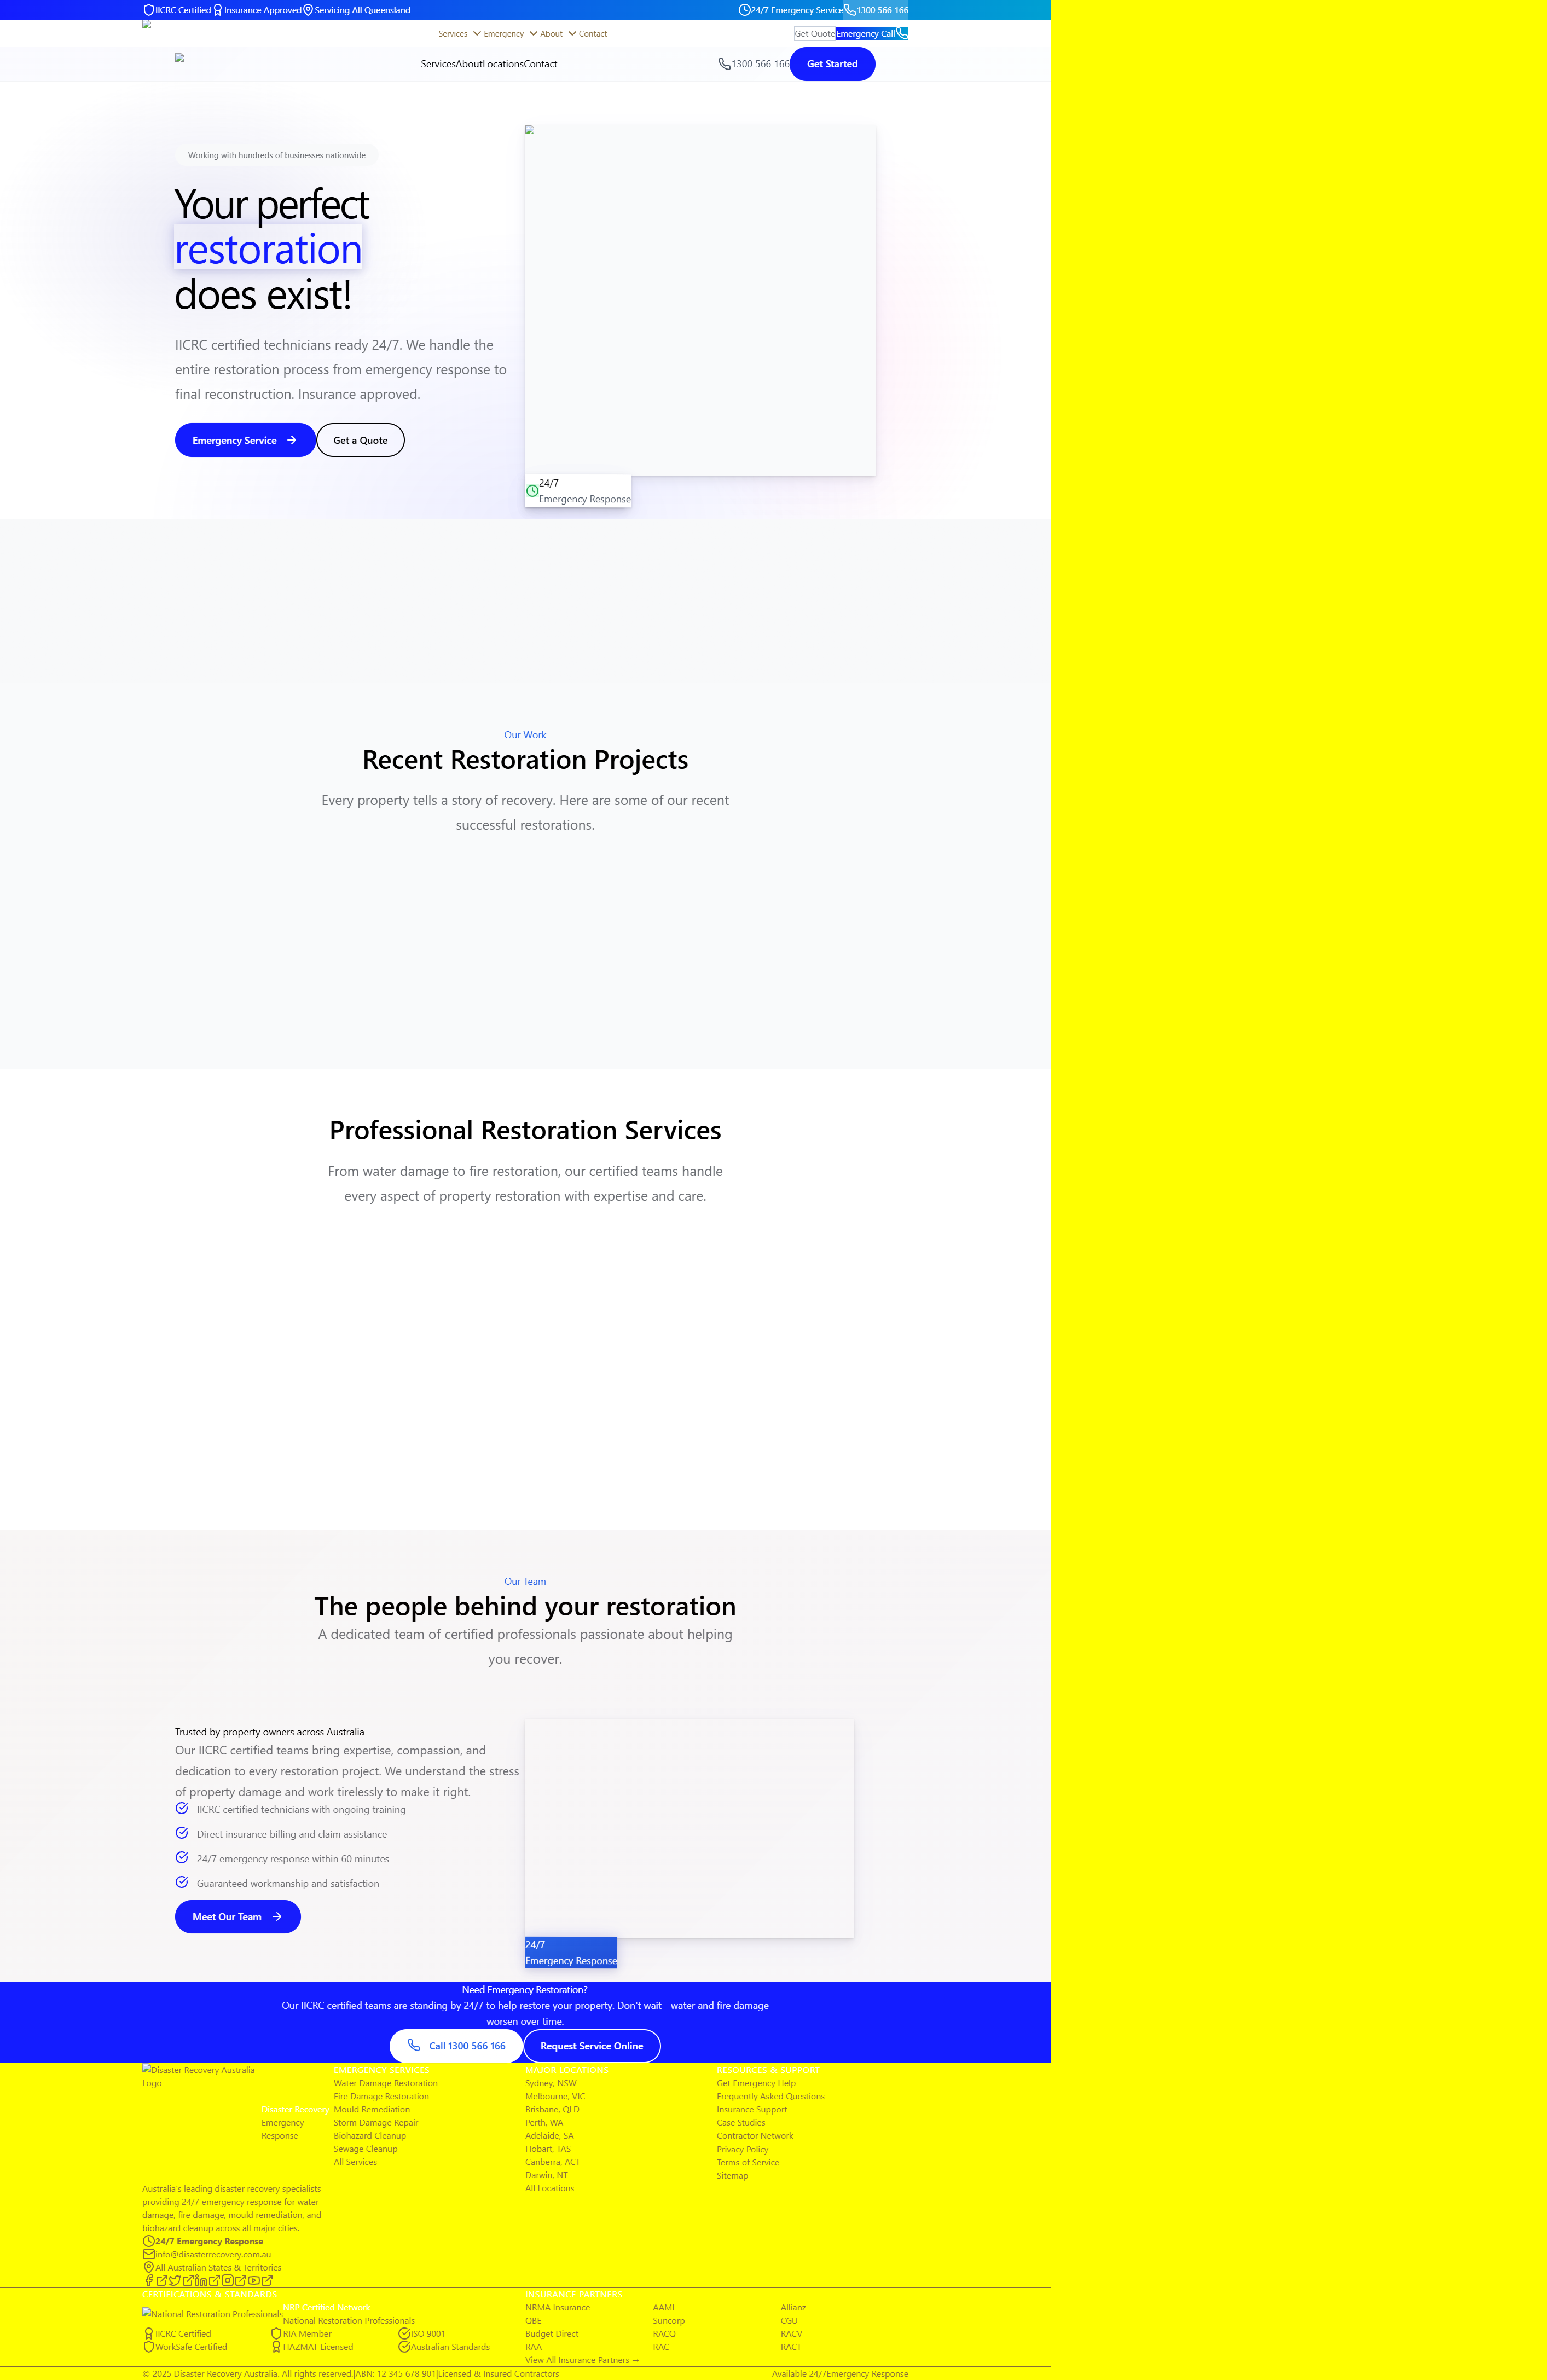 IICRC Certified Insurance Approved Servicing All Queensland 24/7 Emergency Service 1300 566 166
Services Emergency About Contact Get Quote Emergency Call
Services About Locations Contact 1300 566 166 Get Started
Working with hundreds of businesses nationwide
Your perfect
restoration
does exist!
IICRC certified technicians ready 24/7. We handle the
entire restoration process from emergency response to
final reconstruction. Insurance approved.
Emergency Service Get a Quote
24/7
Emergency Response
Our Work
Recent Restoration Projects
Every property tells a story of recovery. Here are some of our recent
successful restorations.
Professional Restoration Services
From water damage to fire restoration, our certified teams handle
every aspect of property restoration with expertise and care.
Our Team
The people behind your restoration
A dedicated team of certified professionals passionate about helping
you recover.
Trusted by property owners across Australia
Our IICRC certified teams bring expertise, compassion, and
dedication to every restoration project. We understand the stress
of property damage and work tirelessly to make it right.
IICRC certified technicians with ongoing training
Direct insurance billing and claim assistance
24/7 emergency response within 60 minutes
Guaranteed workmanship and satisfaction
Meet Our Team
24/7
Emergency Response
Need Emergency Restoration?
Our IICRC certified teams are standing by 24/7 to help restore your property. Don't wait - water and fire damage
worsen over time.
Call 1300 566 166 Request Service Online
Disaster Recovery Australia
Logo
Disaster Recovery
Emergency
Response
Australia's leading disaster recovery specialists
providing 24/7 emergency response for water
damage, fire damage, mould remediation, and
biohazard cleanup across all major cities.
24/7 Emergency Response
info@disasterrecovery.com.au
All Australian States & Territories
EMERGENCY SERVICES
Water Damage Restoration
Fire Damage Restoration
Mould Remediation
Storm Damage Repair
Biohazard Cleanup
Sewage Cleanup
All Services
MAJOR LOCATIONS
Sydney, NSW
Melbourne, VIC
Brisbane, QLD
Perth, WA
Adelaide, SA
Hobart, TAS
Canberra, ACT
Darwin, NT
All Locations
RESOURCES & SUPPORT
Get Emergency Help
Frequently Asked Questions
Insurance Support
Case Studies
Contractor Network
Privacy Policy
Terms of Service
Sitemap
CERTIFICATIONS & STANDARDS
National Restoration Professionals
NRP Certified Network
National Restoration Professionals
IICRC Certified RIA Member ISO 9001
WorkSafe Certified HAZMAT Licensed Australian Standards
INSURANCE PARTNERS
NRMA Insurance AAMI Allianz
QBE Suncorp CGU
Budget Direct RACQ RACV
RAA RAC RACT
View All Insurance Partners →
© 2025 Disaster Recovery Australia. All rights reserved.|ABN: 12 345 678 901|Licensed & Insured Contractors Available 24/7Emergency Response